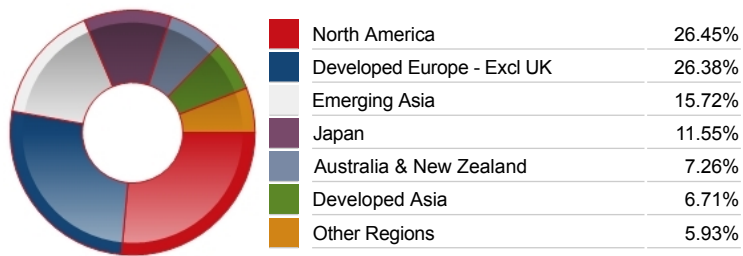 North America 26.45%
Developed Europe - Excl UK 26.38%
Emerging Asia 15.72%
Japan 11.55%
Australia & New Zealand 7.26%
Developed Asia 6.71%
Other Regions 5.93%